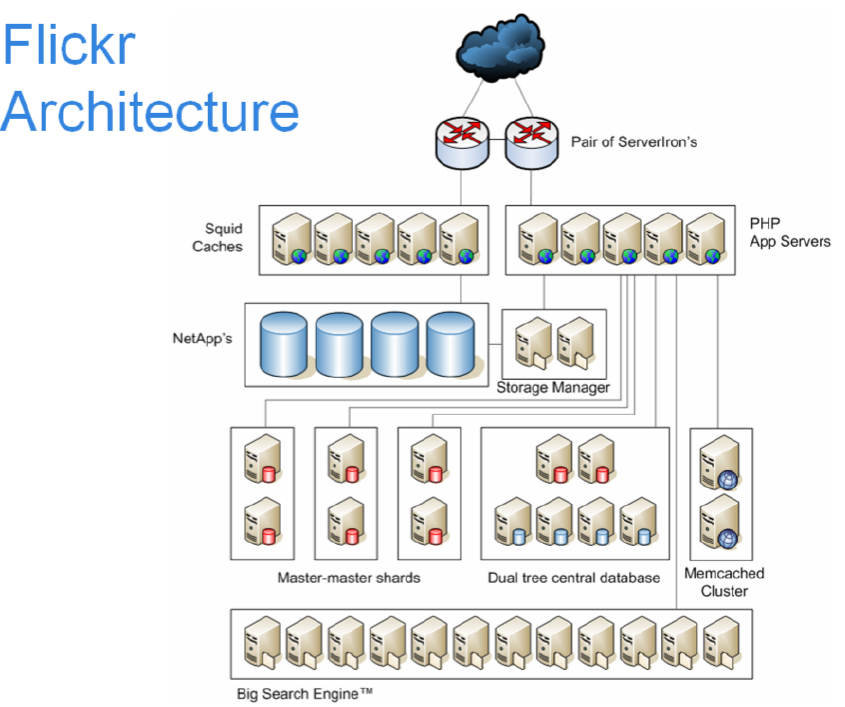 Flickr
Architecture
Pair of ServerIron's
Squid
Caches
PHP
App Servers
NetApp's
Storage Manager
Master-master shards
Dual tree central database
Memcached
Cluster
Big Search Engine™